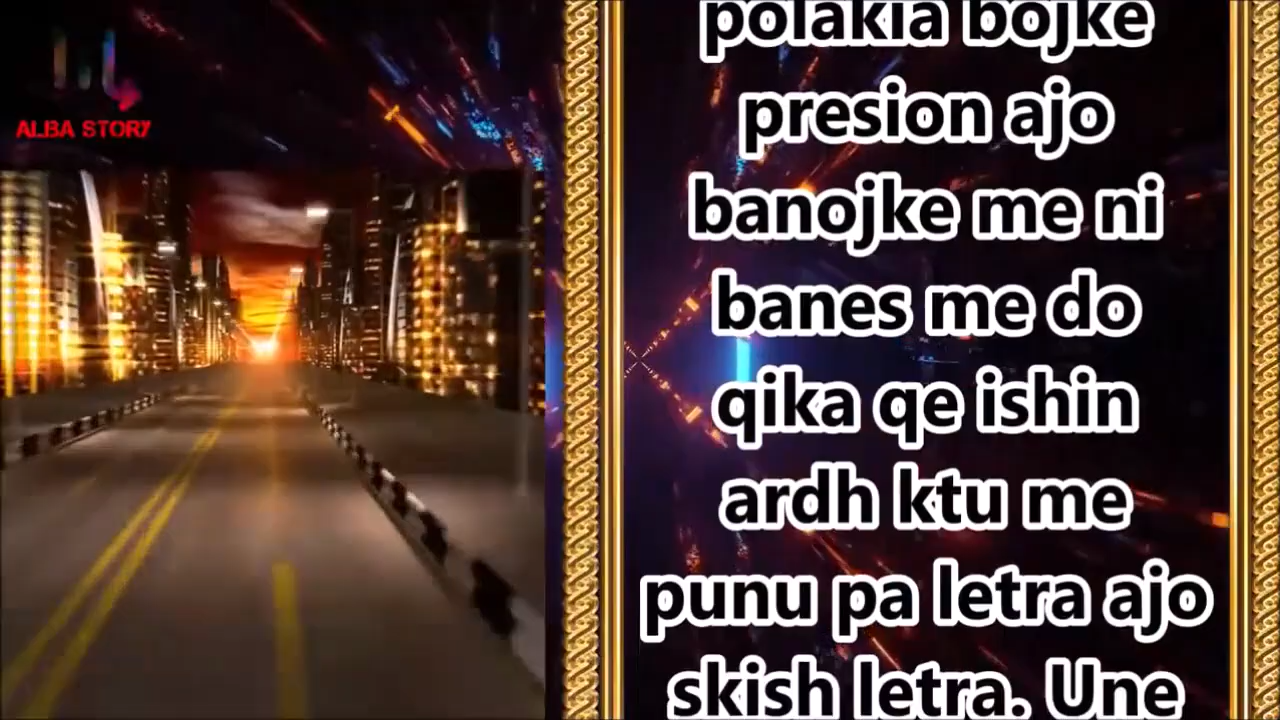 ALBA STORY
polakia bojke
presion ajo
banojke me ni
banes me do
qika qe ishin
ardh ktu me
punu pa letra ajo
skish letra. Une